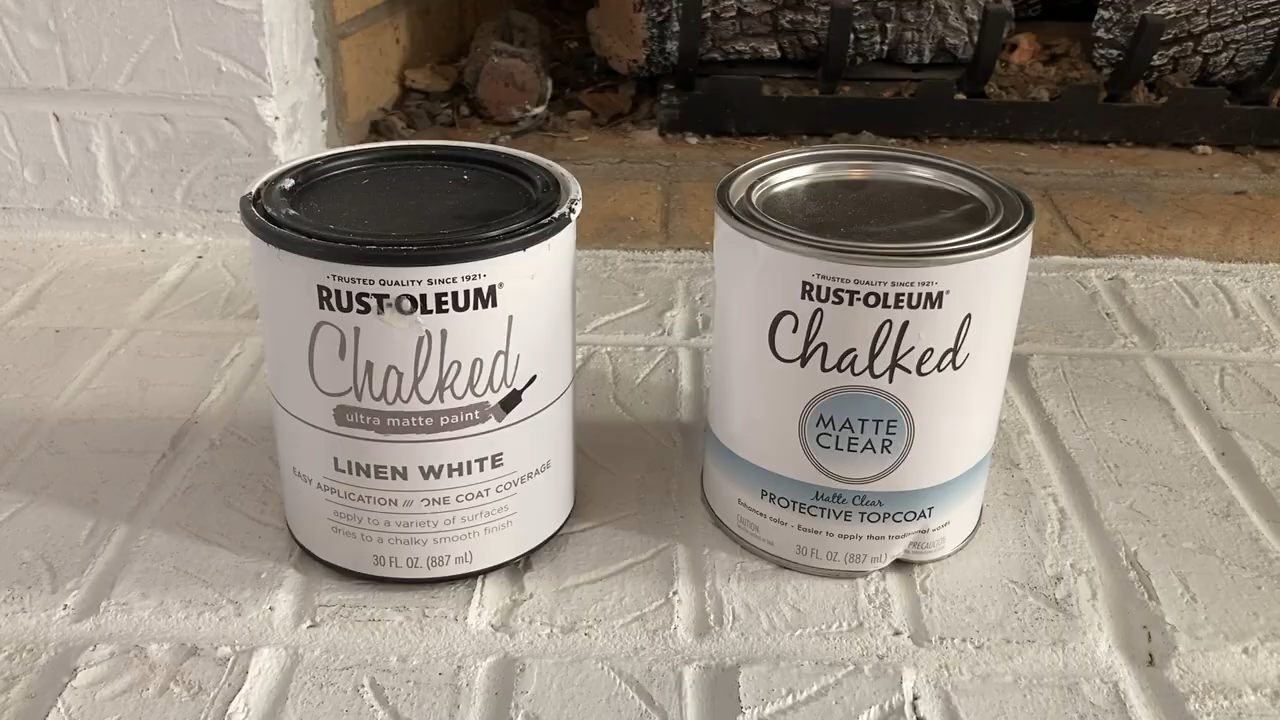 •TRUSTED QUALITY SINCE 1921•
RUST-OLEUM®
Chalked
ultra matte paint
LINEN WHITE
EASY APPLICATION /// ONE COAT COVERAGE
apply to a variety of surfaces
dries to a chalky smooth finish
30 FL. OZ. (887 mL)
•TRUSTED QUALITY SINCE 1921•
RUST-OLEUM®
Chalked
MATTE
CLEAR
Matte Clear
PROTECTIVE TOPCOAT
Enhances color - Easier to apply than traditional waxes
CAUTION:
30 FL. OZ. (887 mL)